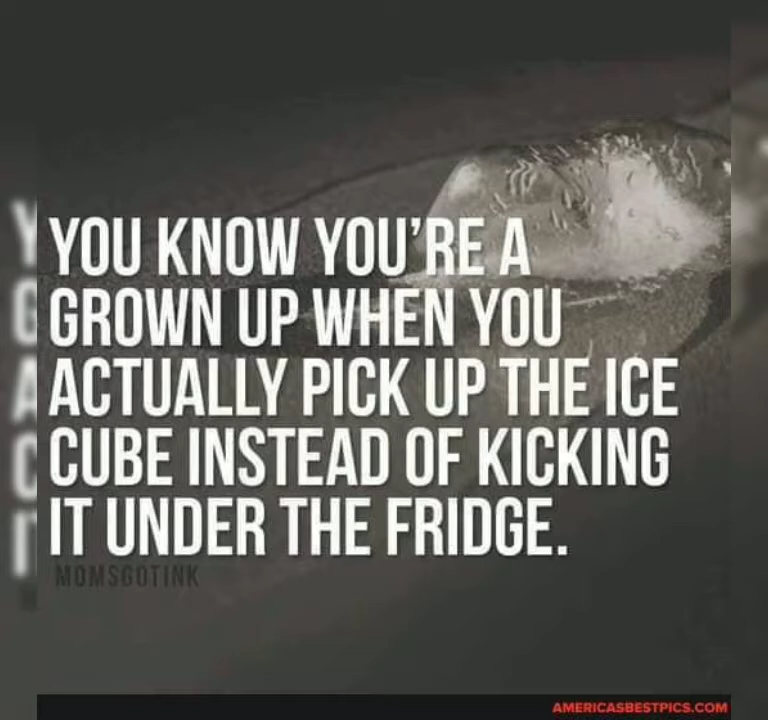 YOU KNOW YOU'RE A
GROWN UP WHEN YOU
ACTUALLY PICK UP THE ICE
CUBE INSTEAD OF KICKING
IT UNDER THE FRIDGE.
MOMSGOTINK
AMERICASBESTPICS.COM